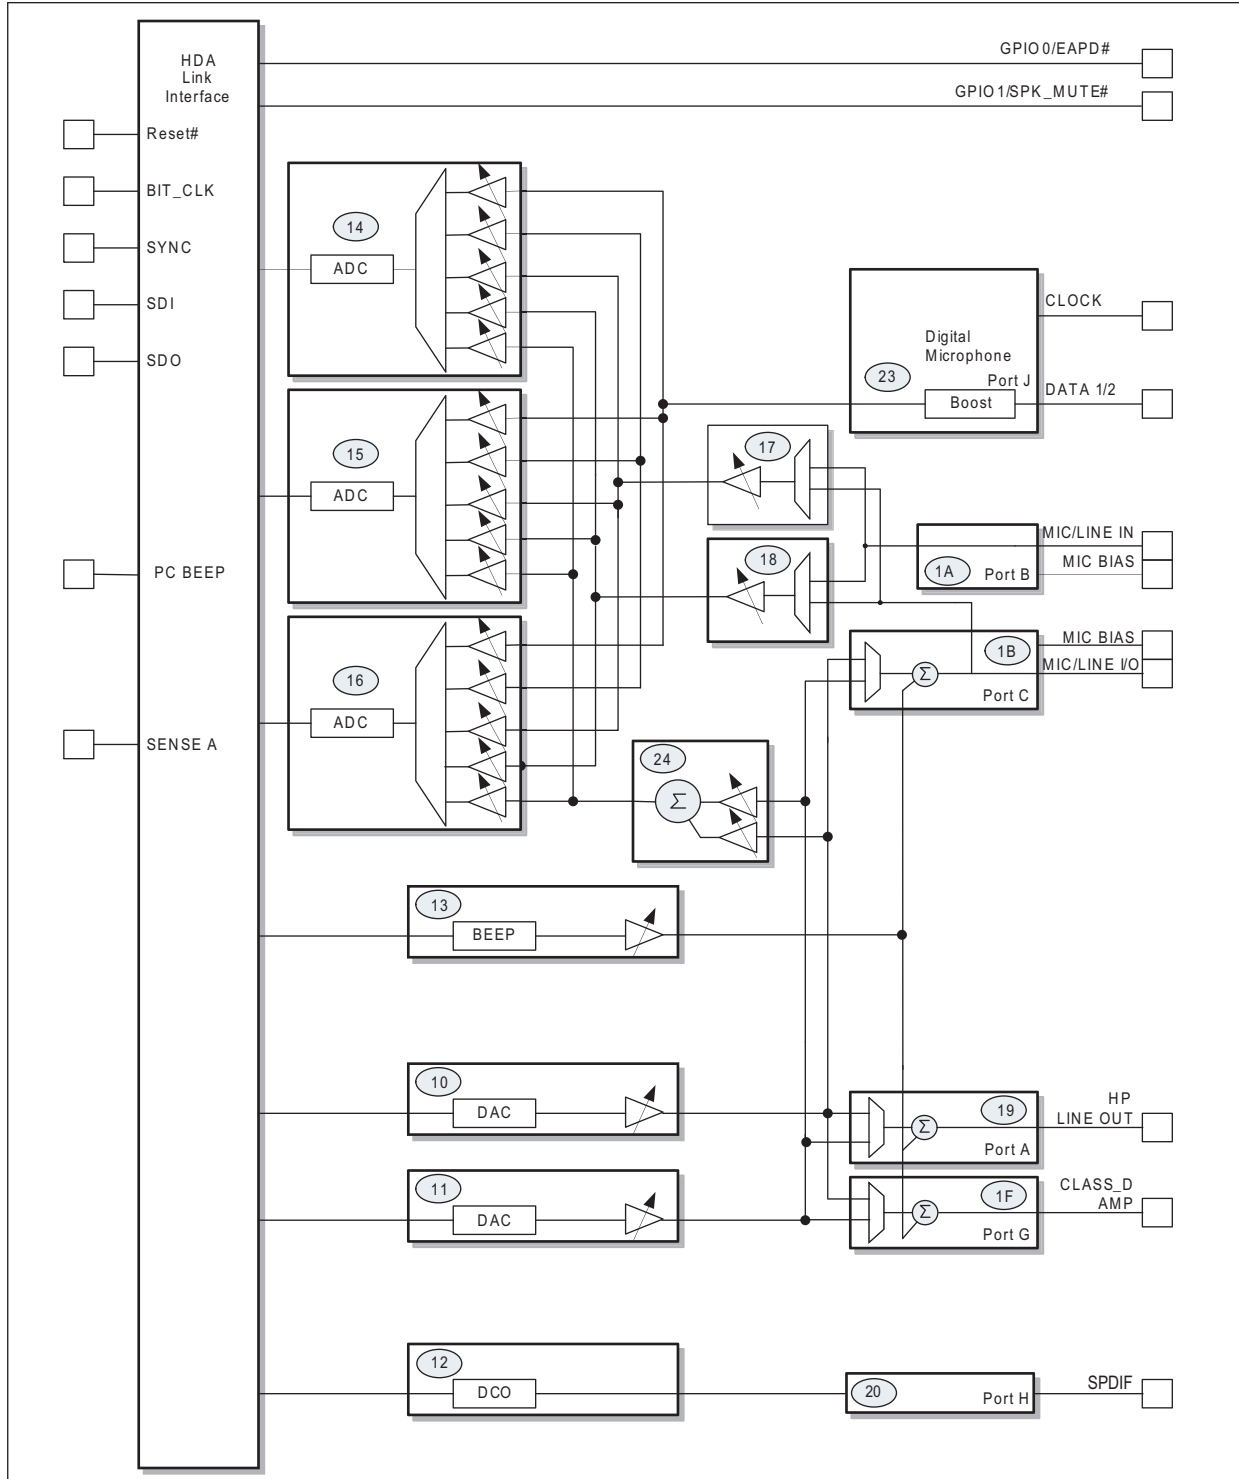 HDA
Link
Interface
GPIO0/EAPD#
GPIO1/SPK_MUTE#
Reset#
BIT_CLK
SYNC
SDI
SDO
PC BEEP
SENSE A
14
ADC
15
ADC
16
ADC
Digital
Microphone
23
Port J
Boost
CLOCK
DATA 1/2
17
18
1A
Port B
MIC/LINE IN
MIC BIAS
1B
Port C
MIC BIAS
MIC/LINE I/O
Σ
24
Σ
13
BEEP
10
DAC
19
Σ
Port A
HP
LINE OUT
11
DAC
1F
Σ
Port G
CLASS_D
AMP
12
DCO
20
Port H
SPDIF